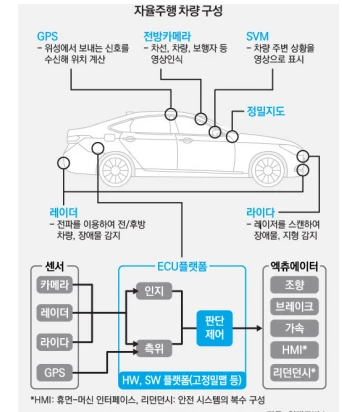 자율주행 차량 구성
GPS
- 위성에서 보내는 신호를
수신해 위치 계산
전방카메라
- 차선, 차량, 보행자 등
영상인식
SVM
- 차량 주변 상황을
영상으로 표시
정밀지도
레이더
- 전파를 이용하여 전/후방
차량, 장애물 감지
라이다
- 레이저를 스캔하여
장애물, 지형 감지
센서
카메라
레이더
라이다
GPS
ECU플랫폼
인지
측위
판단
제어
HW, SW 플랫폼(고정밀맵 등)
엑츄에이터
조향
브레이크
가속
HMI*
리던던시*
*HMI: 휴먼-머신 인터페이스, 리던던시: 안전 시스템의 복수 구성